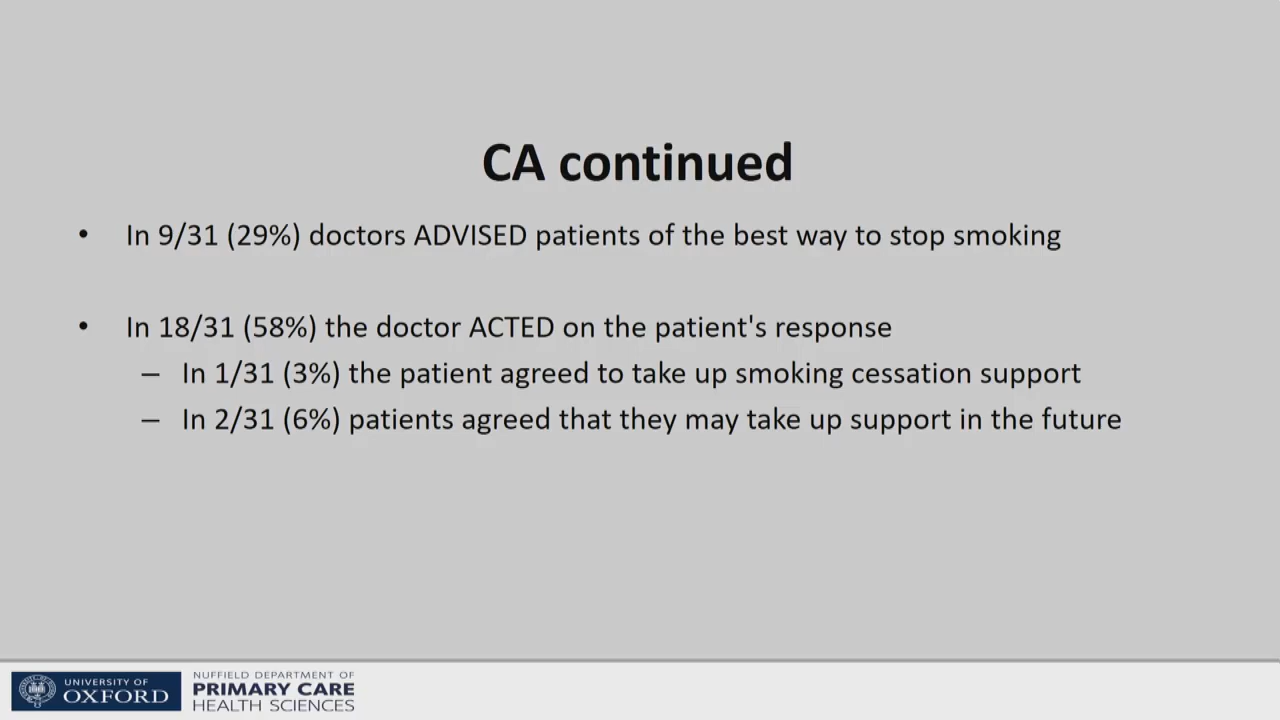 CA continued
• In 9/31 (29%) doctors ADVISED patients of the best way to stop smoking
• In 18/31 (58%) the doctor ACTED on the patient's response
– In 1/31 (3%) the patient agreed to take up smoking cessation support
– In 2/31 (6%) patients agreed that they may take up support in the future
UNIVERSITY OF
OXFORD
NUFFIELD DEPARTMENT OF
PRIMARY CARE
HEALTH SCIENCES